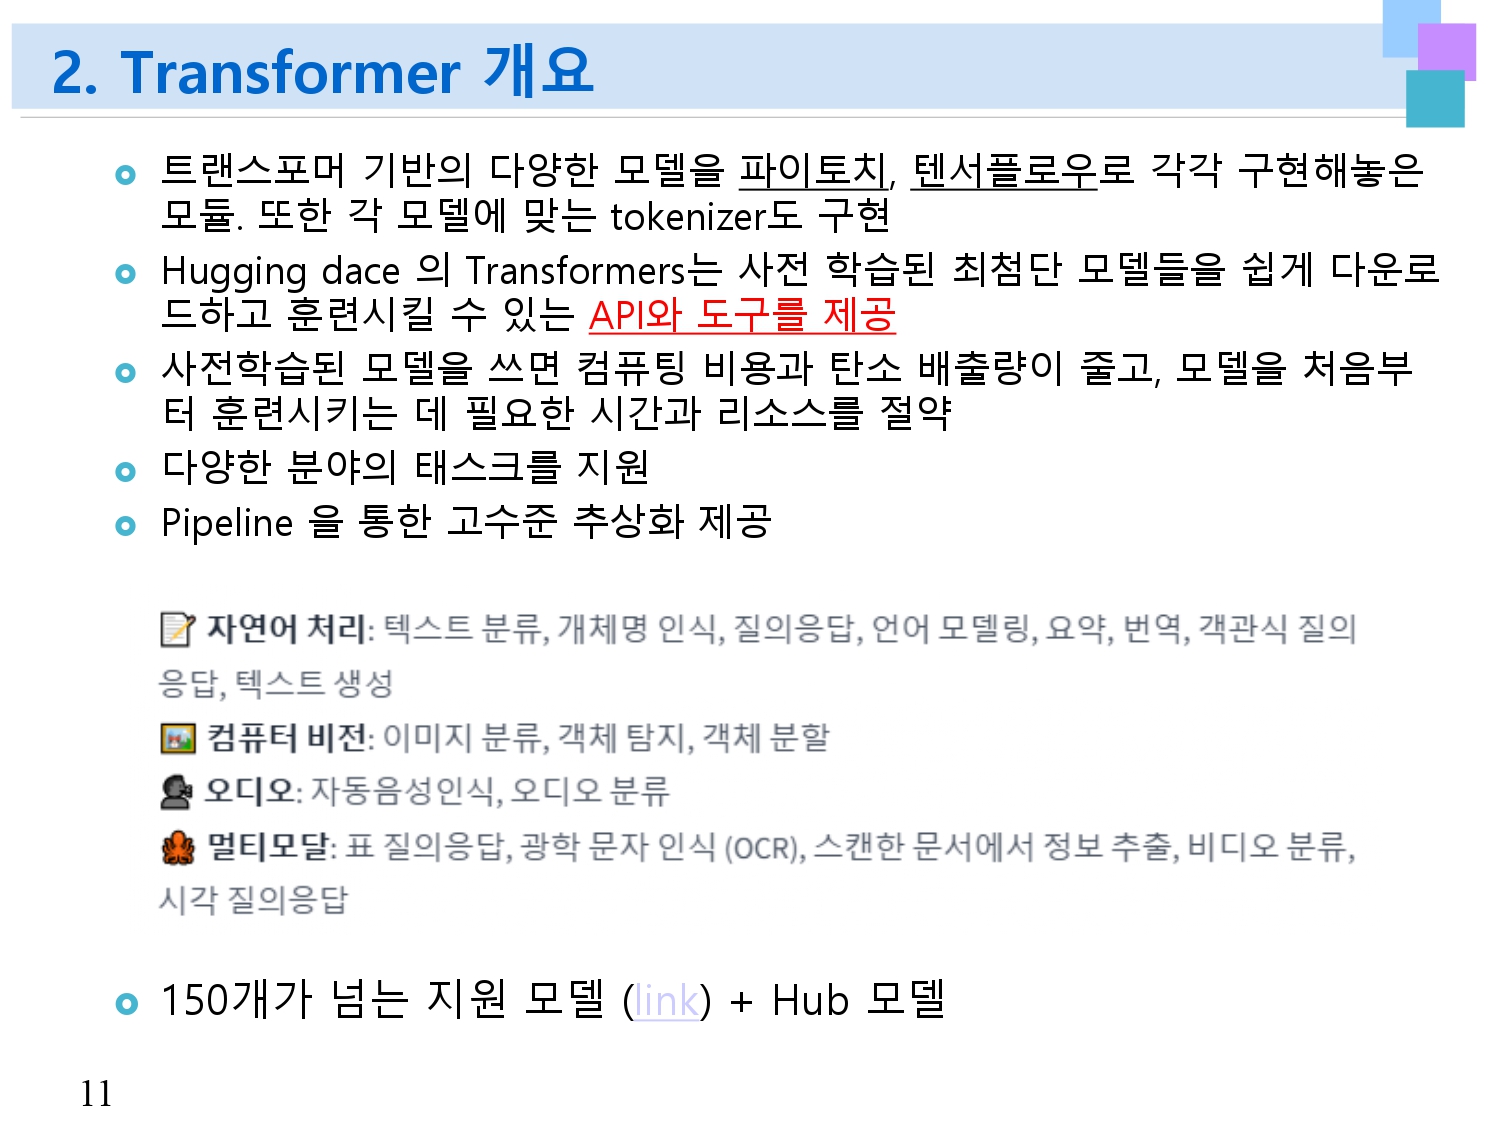 2. Transformer 개요
트랜스포머 기반의 다양한 모델을 파이토치, 텐서플로우로 각각 구현해놓은
모듈. 또한 각 모델에 맞는 tokenizer도 구현
Hugging dace 의 Transformers는 사전 학습된 최첨단 모델들을 쉽게 다운로
드하고 훈련시킬 수 있는 API와 도구를 제공
사전학습된 모델을 쓰면 컴퓨팅 비용과 탄소 배출량이 줄고, 모델을 처음부
터 훈련시키는 데 필요한 시간과 리소스를 절약
다양한 분야의 태스크를 지원
Pipeline 을 통한 고수준 추상화 제공
📝 자연어 처리: 텍스트 분류, 개체명 인식, 질의응답, 언어 모델링, 요약, 번역, 객관식 질의
응답, 텍스트 생성
🖼️ 컴퓨터 비전: 이미지 분류, 객체 탐지, 객체 분할
🗣️ 오디오: 자동음성인식, 오디오 분류
🐙 멀티모달: 표 질의응답, 광학 문자 인식 (OCR), 스캔한 문서에서 정보 추출, 비디오 분류,
시각 질의응답
150개가 넘는 지원 모델 (link) + Hub 모델
11